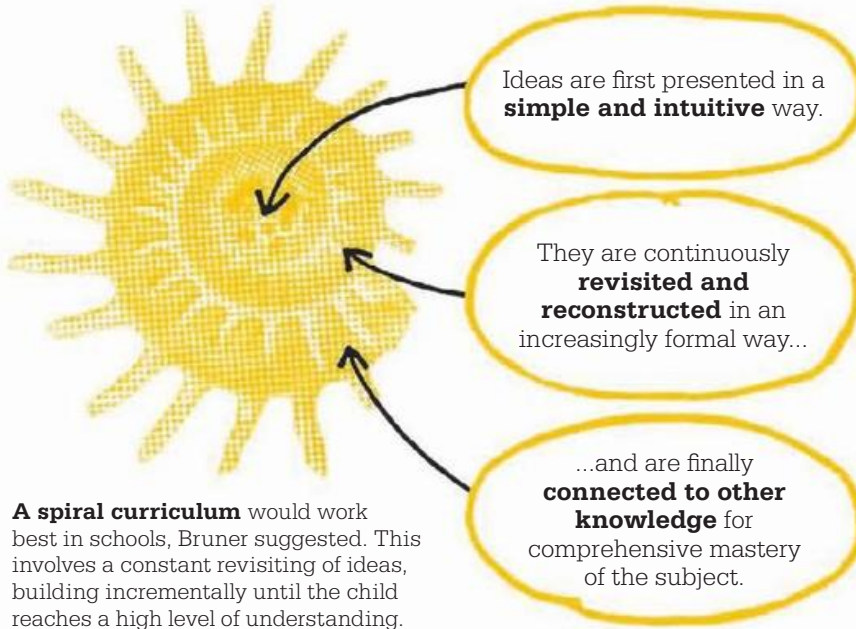 Ideas are first presented in a
simple and intuitive way.
They are continuously
revisited and
reconstructed in an
increasingly formal way...
...and are finally
connected to other
knowledge for
comprehensive mastery
of the subject.
A spiral curriculum would work
best in schools, Bruner suggested. This
involves a constant revisiting of ideas,
building incrementally until the child
reaches a high level of understanding.